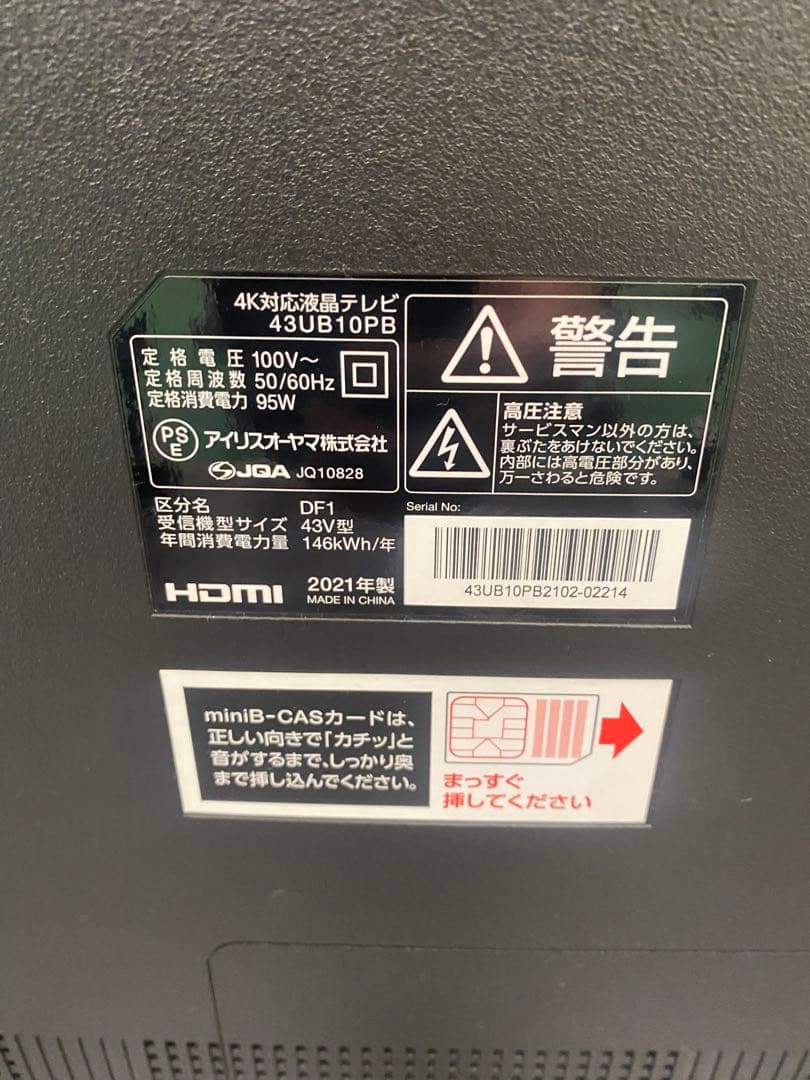 4K対応液晶テレビ
43UB10PB
定格電圧 100V～
定格周波数 50/60Hz
定格消費電力 95W
PS
E
アイリスオーヤマ株式会社
JQA JQ10828
区分名 DF1
受信機型サイズ 43V型
年間消費電力量 146kWh/年
HDMI
2021年製
MADE IN CHINA
警告
高圧注意
サービスマン以外の方は、
裏ぶたをあけないでください。
内部には高電圧部分があり、
万一さわると危険です。
Serial No:
43UB10PB2102-02214
miniB-CASカードは、
正しい向きで「カチッ」と
音がするまで、しっかり奥
まで挿し込んでください。
まっすぐ
挿してください